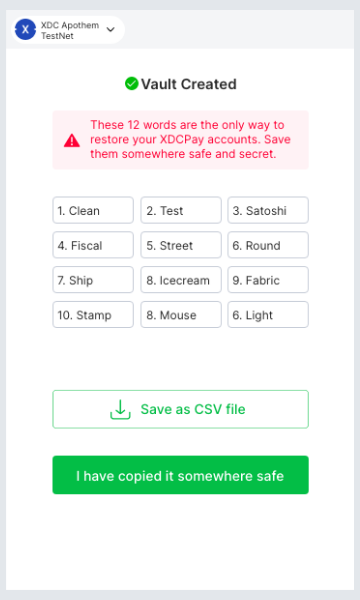 X
XDC Apothem
TestNet
Vault Created
These 12 words are the only way to
restore your XDCPay accounts. Save
them somewhere safe and secret.
1. Clean
2. Test
3. Satoshi
4. Fiscal
5. Street
6. Round
7. Ship
8. Icecream
9. Fabric
10. Stamp
8. Mouse
6. Light
Save as CSV file
I have copied it somewhere safe